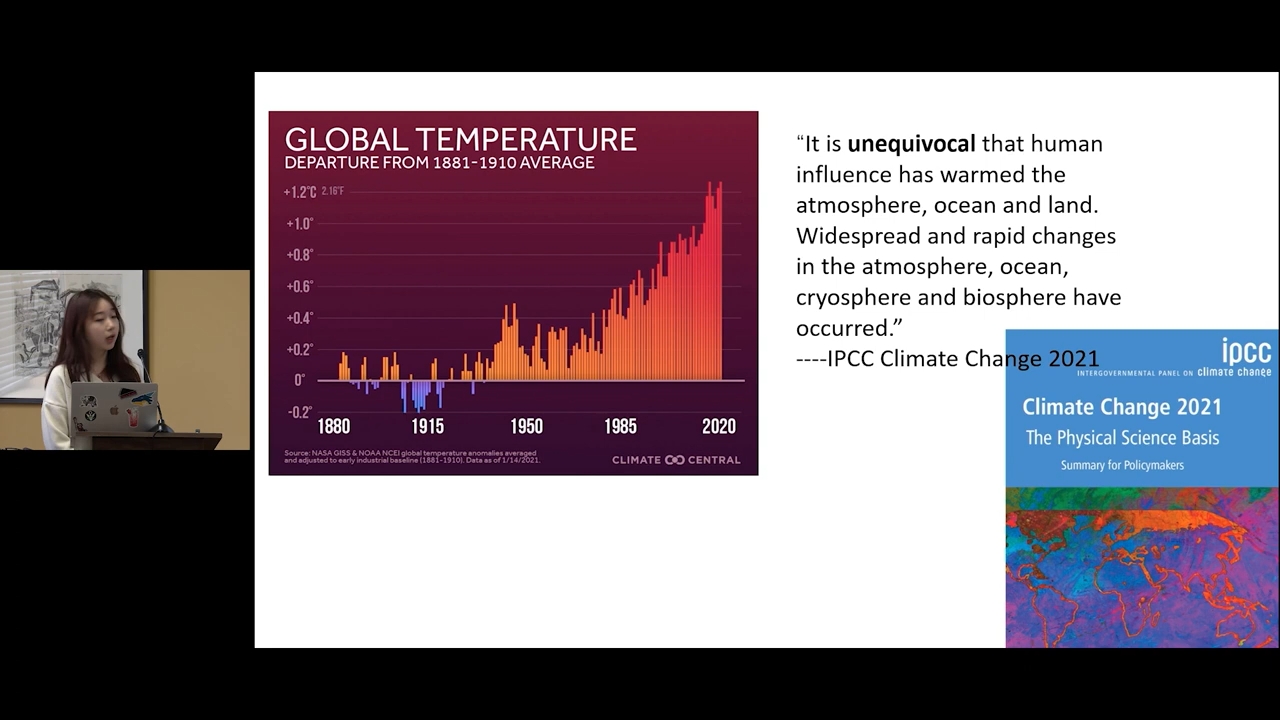 GLOBAL TEMPERATURE
DEPARTURE FROM 1881-1910 AVERAGE
+1.2°C 2.16°F
+1.0°
+0.8°
+0.6°
+0.4°
+0.2°
0°
-0.2°
1880 1915 1950 1985 2020
Source: NASA GISS & NOAA NCEI global temperature anomalies averaged
and adjusted to early industrial baseline (1881-1910). Data as of 1/14/2021.
CLIMATE CENTRAL
“It is unequivocal that human
influence has warmed the
atmosphere, ocean and land.
Widespread and rapid changes
in the atmosphere, ocean,
cryosphere and biosphere have
occurred.”
----IPCC Climate Change 2021
ipcc
INTERGOVERNMENTAL PANEL ON climate change
Climate Change 2021
The Physical Science Basis
Summary for Policymakers